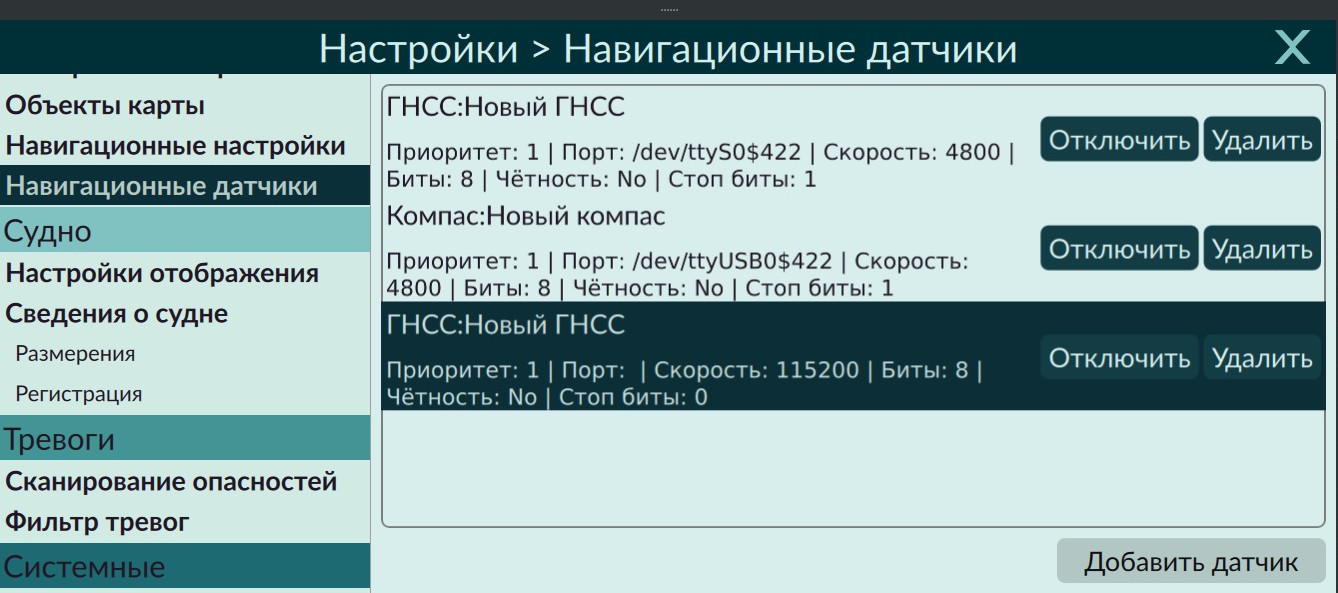 Настройки > Навигационные датчики
Объекты карты
Навигационные настройки
Навигационные датчики
Судно
Настройки отображения
Сведения о судне
Размерения
Регистрация
Тревоги
Сканирование опасностей
Фильтр тревог
Системные
ГНСС:Новый ГНСС
Приоритет: 1 | Порт: /dev/ttyS0$422 | Скорость: 4800 |
Биты: 8 | Чётность: No | Стоп биты: 1
Отключить
Удалить
Компас:Новый компас
Приоритет: 1 | Порт: /dev/ttyUSB0$422 | Скорость:
4800 | Биты: 8 | Чётность: No | Стоп биты: 1
Отключить
Удалить
ГНСС:Новый ГНСС
Приоритет: 1 | Порт:  | Скорость: 115200 | Биты: 8 |
Чётность: No | Стоп биты: 0
Отключить
Удалить
Добавить датчик